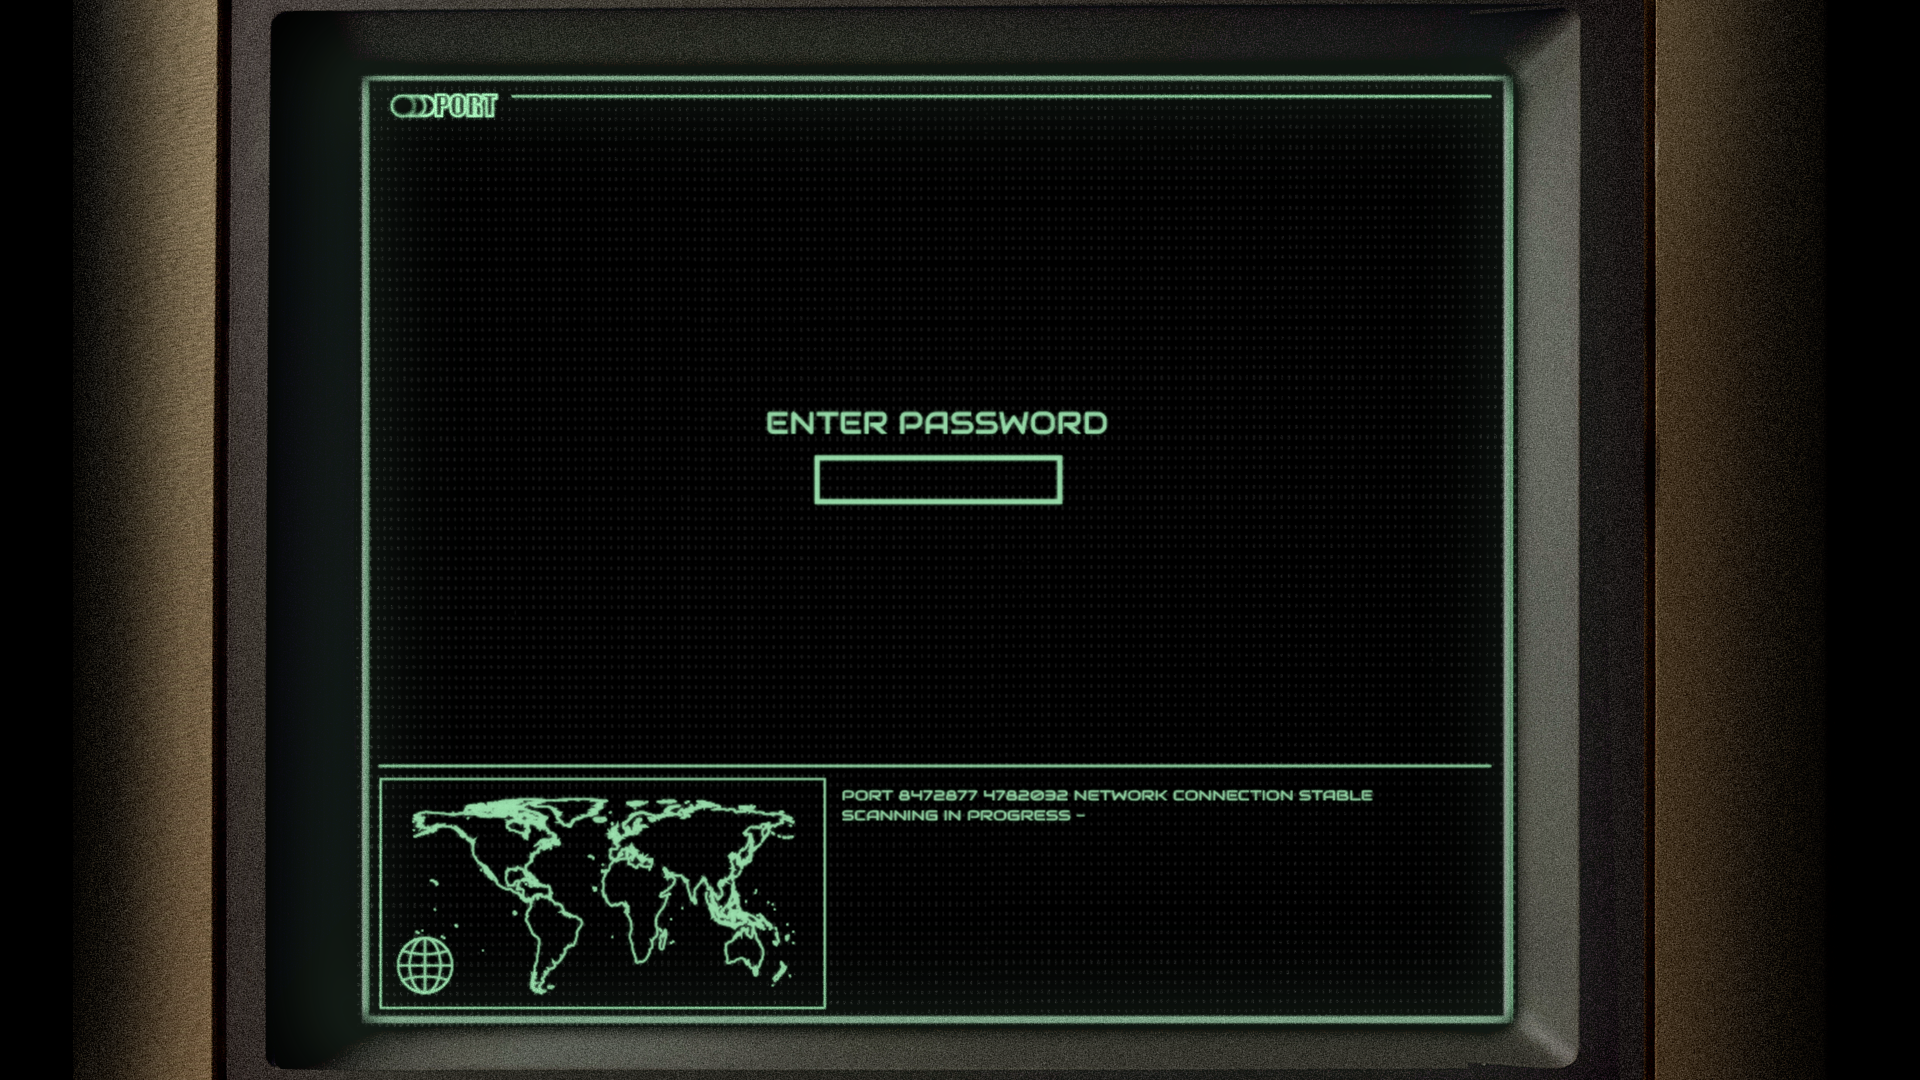 PORT
ENTER PASSWORD
PORT 8472877 4782032 NETWORK CONNECTION STABLE
SCANNING IN PROGRESS -